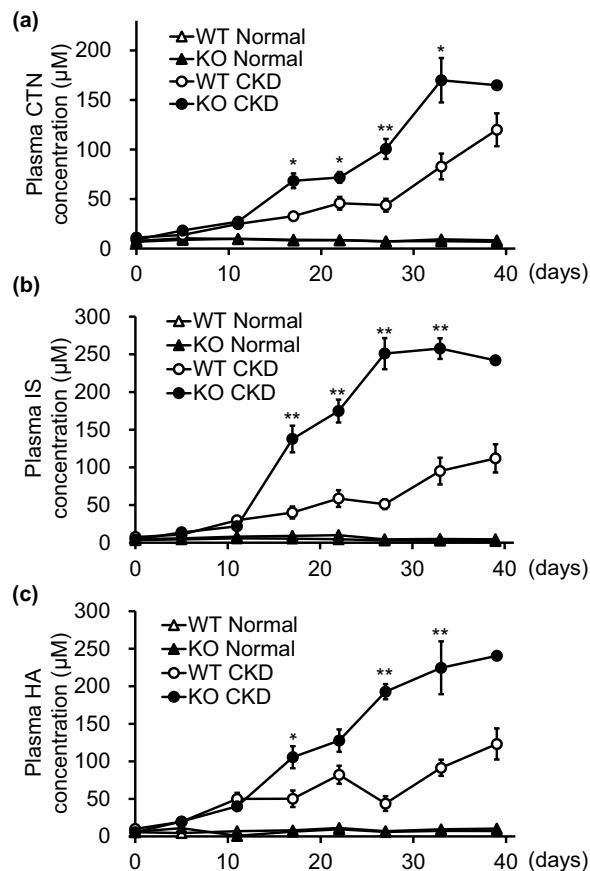 (a)
WT Normal
KO Normal
WT CKD
KO CKD
Plasma CTN
concentration (µM)
200
150
100
50
0
* * ** *
0 10 20 30 40 (days)
(b)
WT Normal
KO Normal
WT CKD
KO CKD
Plasma IS
concentration (µM)
300
250
200
150
100
50
0
** ** ** **
0 10 20 30 40 (days)
(c)
WT Normal
KO Normal
WT CKD
KO CKD
Plasma HA
concentration (µM)
300
250
200
150
100
50
0
* ** **
0 10 20 30 40 (days)